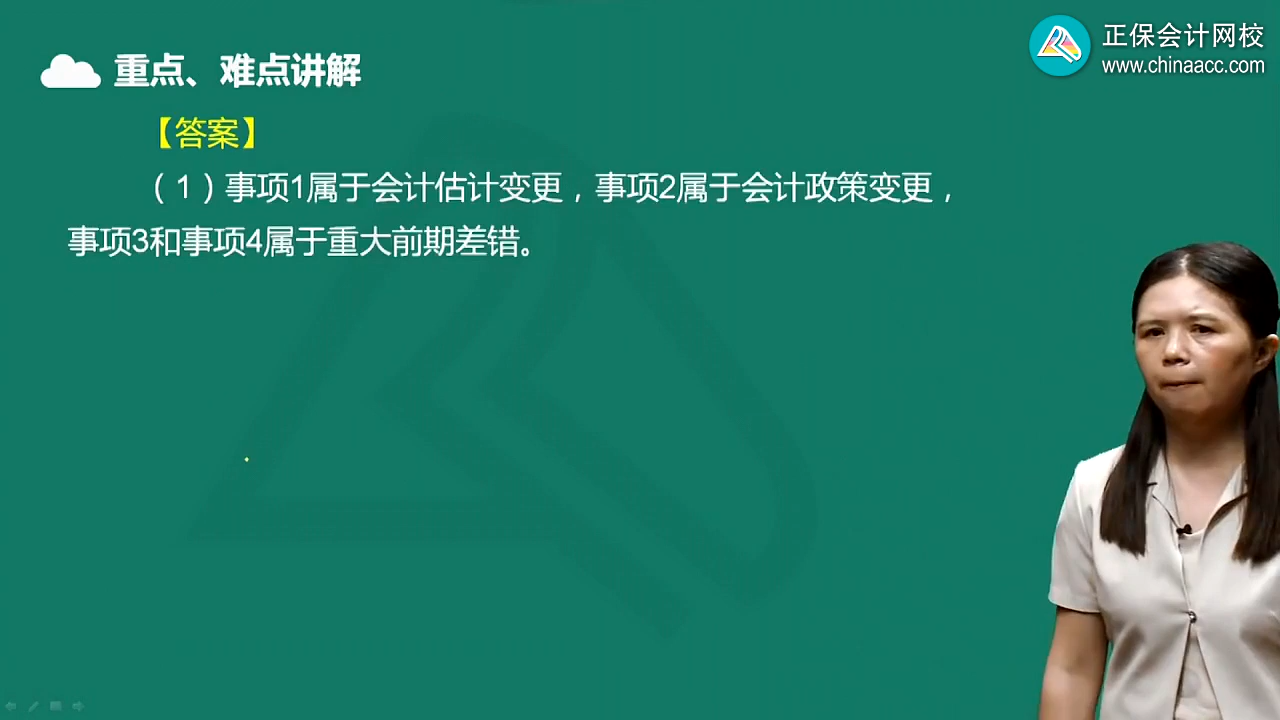 正保会计网校
www.chinaacc.com
重点、难点讲解
【答案】
（1）事项1属于会计估计变更，事项2属于会计政策变更，
事项3和事项4属于重大前期差错。